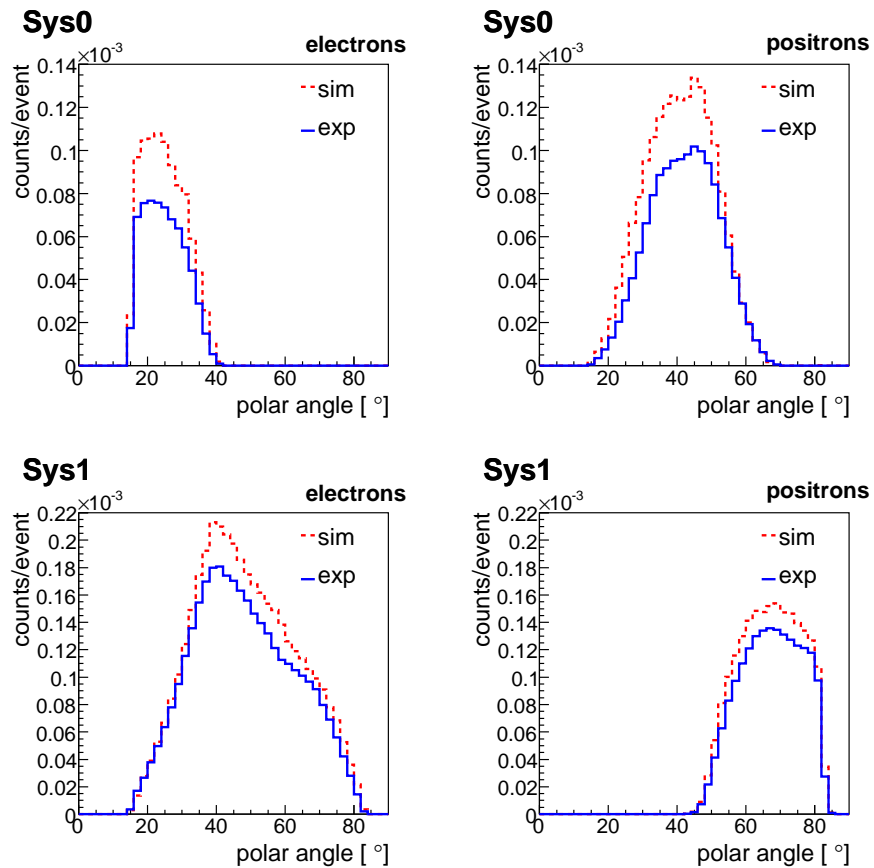 Sys0
electrons
×10-3
0.14
0.12
0.1
0.08
0.06
0.04
0.02
0
counts/event
sim
exp
0 20 40 60 80
polar angle [ °]
Sys0
positrons
×10-3
0.14
0.12
0.1
0.08
0.06
0.04
0.02
0
counts/event
sim
exp
0 20 40 60 80
polar angle [ °]
Sys1
electrons
×10-3
0.22
0.2
0.18
0.16
0.14
0.12
0.1
0.08
0.06
0.04
0.02
0
counts/event
sim
exp
0 20 40 60 80
polar angle [ °]
Sys1
positrons
×10-3
0.22
0.2
0.18
0.16
0.14
0.12
0.1
0.08
0.06
0.04
0.02
0
counts/event
sim
exp
0 20 40 60 80
polar angle [ °]